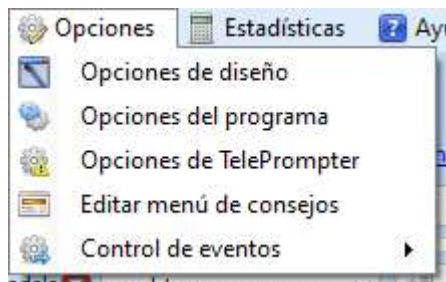 Opciones Estadísticas
Opciones de diseño
Opciones del programa
Opciones de TelePrompter
Editar menú de consejos
Control de eventos